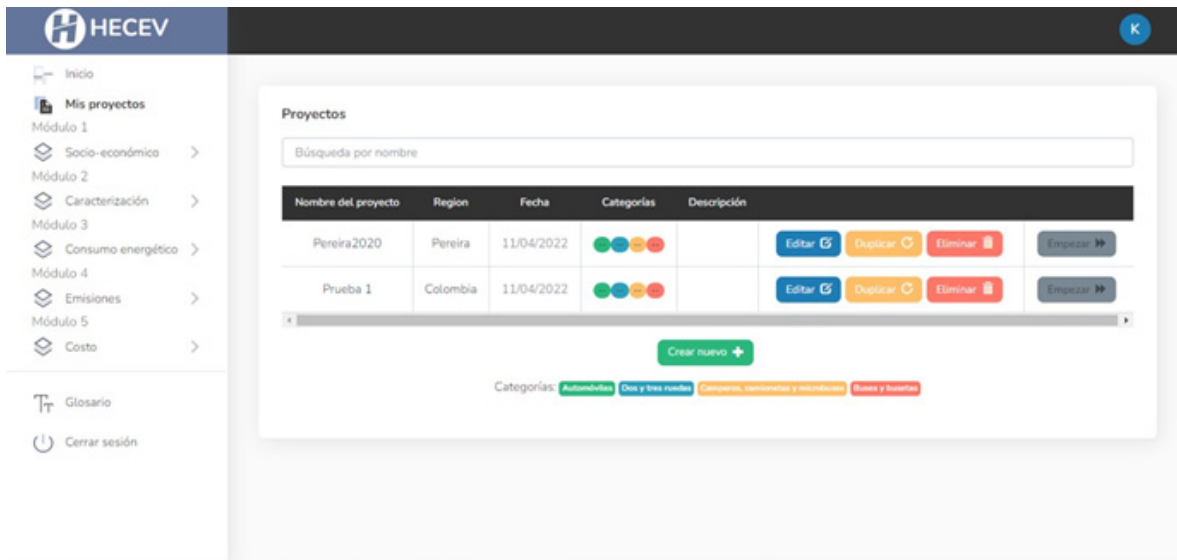 HECEV
K
Inicio
Mis proyectos
Módulo 1
Socio-económico
Módulo 2
Caracterización
Módulo 3
Consumo energético
Módulo 4
Emisiones
Módulo 5
Costo
Glosario
Cerrar sesión
Proyectos
Búsqueda por nombre
Nombre del proyecto Region Fecha Categorías Descripción
Pereira2020 Pereira 11/04/2022 Editar Duplicar Eliminar Empezar
Prueba 1 Colombia 11/04/2022 Editar Duplicar Eliminar Empezar
Crear nuevo
Categorías: Automóviles Dos y tres ruedas Camperos, camionetas y microbuses Buses y busetas